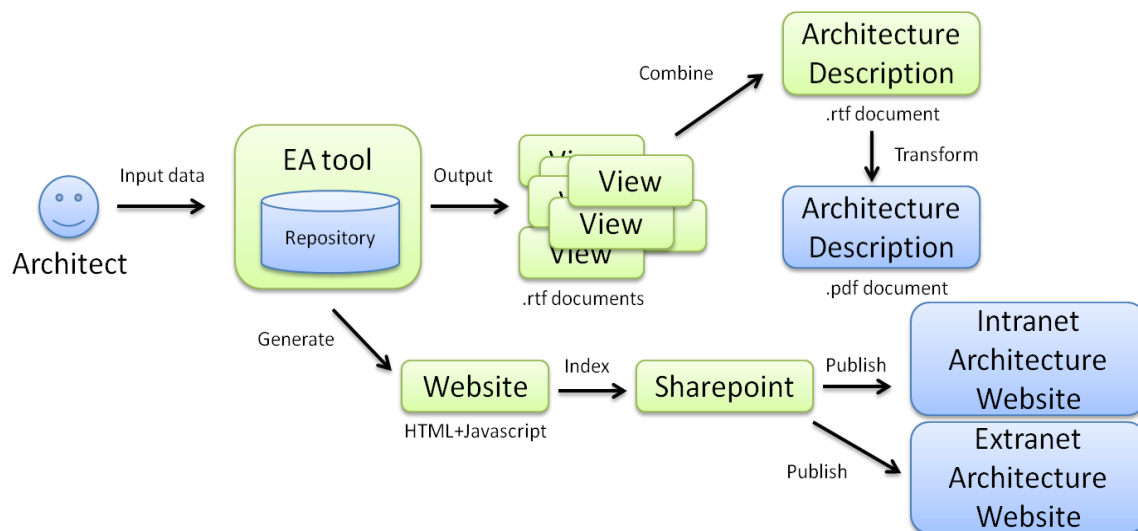 Architecture
Description
.rtf document
Combine
Transform
Architecture
Description
.pdf document
EA tool
Repository
Input data
Architect
Output
View
View
View
View
.rtf documents
Generate
Website
HTML+Javascript
Index
Sharepoint
Publish
Intranet
Architecture
Website
Publish
Extranet
Architecture
Website